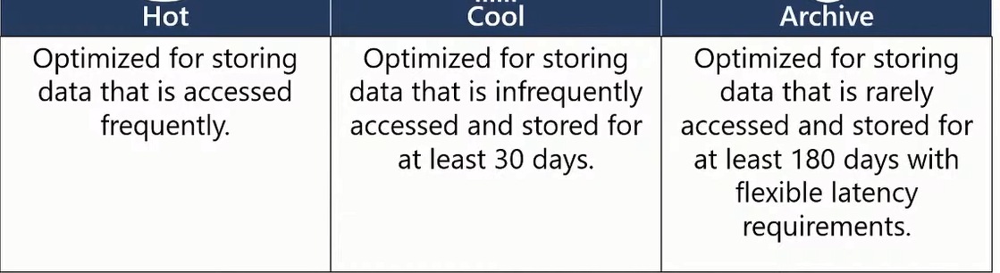 Hot
Optimized for storing
data that is accessed
frequently.
Cool
Optimized for storing
data that is infrequently
accessed and stored for
at least 30 days.
Archive
Optimized for storing
data that is rarely
accessed and stored for
at least 180 days with
flexible latency
requirements.